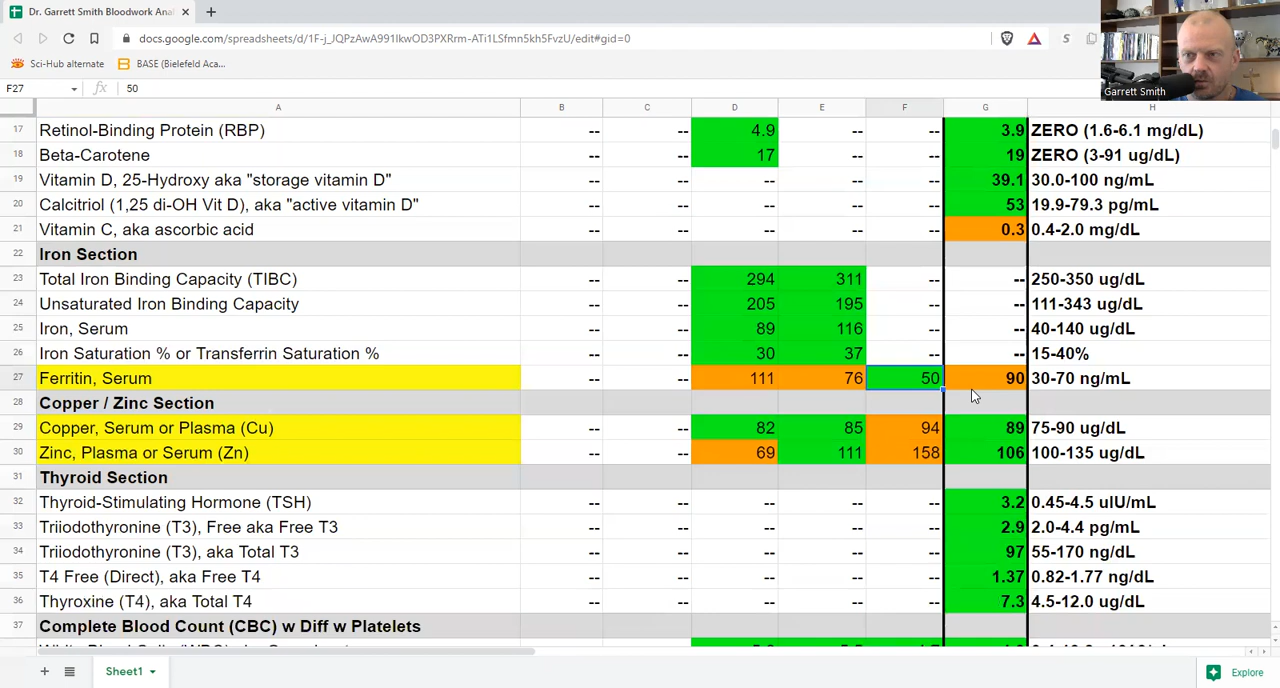 Dr. Garrett Smith Bloodwork Anal
docs.google.com/spreadsheets/d/1F-j_JQPzAwA991IkwOD3PXRrm-ATi1LSfmn5kh5FvzU/edit#gid=0
Sci-Hub alternate BASE (Bielefeld Aca...
Garrett Smith
F27 fx 50
A B C D E F G H
17 Retinol-Binding Protein (RBP) -- -- 4.9 -- -- 3.9 ZERO (1.6-6.1 mg/dL)
18 Beta-Carotene -- -- 17 -- -- 19 ZERO (3-91 ug/dL)
19 Vitamin D, 25-Hydroxy aka "storage vitamin D" -- -- -- -- -- 39.1 30.0-100 ng/mL
20 Calcitriol (1,25 di-OH Vit D), aka "active vitamin D" -- -- -- -- -- 53 19.9-79.3 pg/mL
21 Vitamin C, aka ascorbic acid -- -- -- -- -- 0.3 0.4-2.0 mg/dL
22 Iron Section
23 Total Iron Binding Capacity (TIBC) -- -- 294 311 -- -- 250-350 ug/dL
24 Unsaturated Iron Binding Capacity -- -- 205 195 -- -- 111-343 ug/dL
25 Iron, Serum -- -- 89 116 -- -- 40-140 ug/dL
26 Iron Saturation % or Transferrin Saturation % -- -- 30 37 -- -- 15-40%
27 Ferritin, Serum -- -- 111 76 50 90 30-70 ng/mL
28 Copper / Zinc Section
29 Copper, Serum or Plasma (Cu) -- -- 82 85 94 89 75-90 ug/dL
30 Zinc, Plasma or Serum (Zn) -- -- 69 111 158 106 100-135 ug/dL
31 Thyroid Section
32 Thyroid-Stimulating Hormone (TSH) -- -- -- -- -- 3.2 0.45-4.5 uIU/mL
33 Triiodothyronine (T3), Free aka Free T3 -- -- -- -- -- 2.9 2.0-4.4 pg/mL
34 Triiodothyronine (T3), aka Total T3 -- -- -- -- -- 97 55-170 ng/dL
35 T4 Free (Direct), aka Free T4 -- -- -- -- -- 1.37 0.82-1.77 ng/dL
36 Thyroxine (T4), aka Total T4 -- -- -- -- -- 7.3 4.5-12.0 ug/dL
37 Complete Blood Count (CBC) w Diff w Platelets
Sheet1
Explore